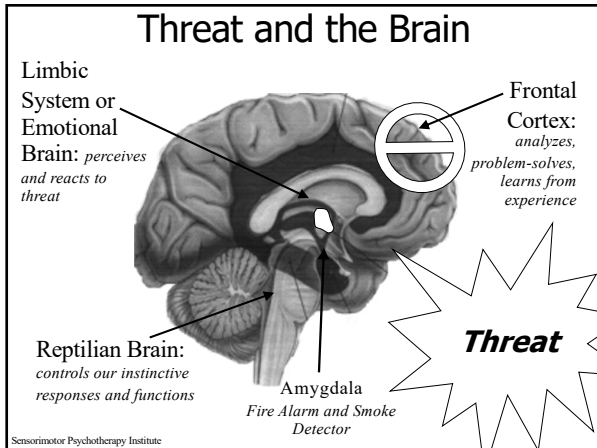 Threat and the Brain
Limbic
System or
Emotional
Brain: perceives
and reacts to
threat
Frontal
Cortex:
analyzes,
problem-solves,
learns from
experience
Threat
Reptilian Brain:
controls our instinctive
responses and functions
Amygdala
Fire Alarm and Smoke
Detector
Sensorimotor Psychotherapy Institute